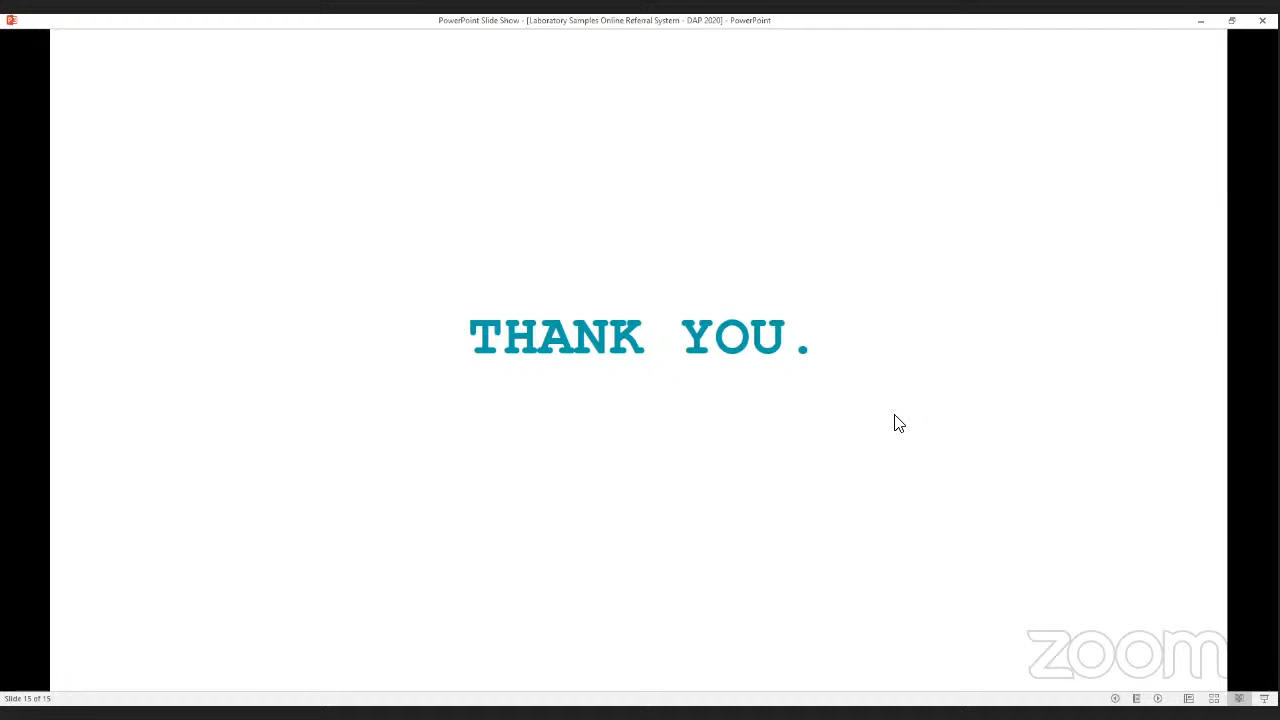 PowerPoint Slide Show - [Laboratory Samples Online Referral System - DAP 2020] - PowerPoint
THANK YOU.
zoom
Slide 15 of 15